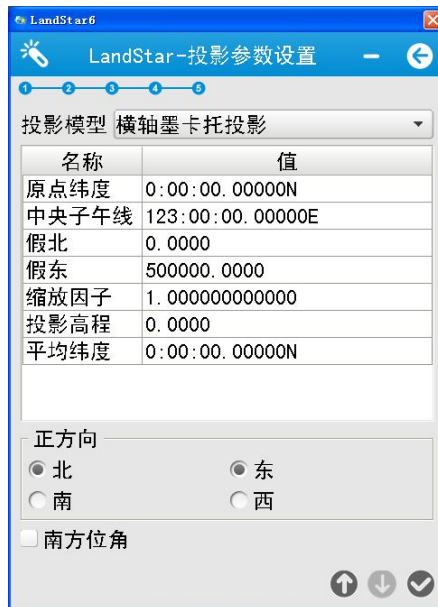 LandStar6
LandStar-投影参数设置
1 2 3 4 5
投影模型 横轴墨卡托投影
名称 值
原点纬度 0:00:00.00000N
中央子午线 123:00:00.00000E
假北 0.0000
假东 500000.0000
缩放因子 1.000000000000
投影高程 0.0000
平均纬度 0:00:00.00000N
正方向
北 东
南 西
南方位角